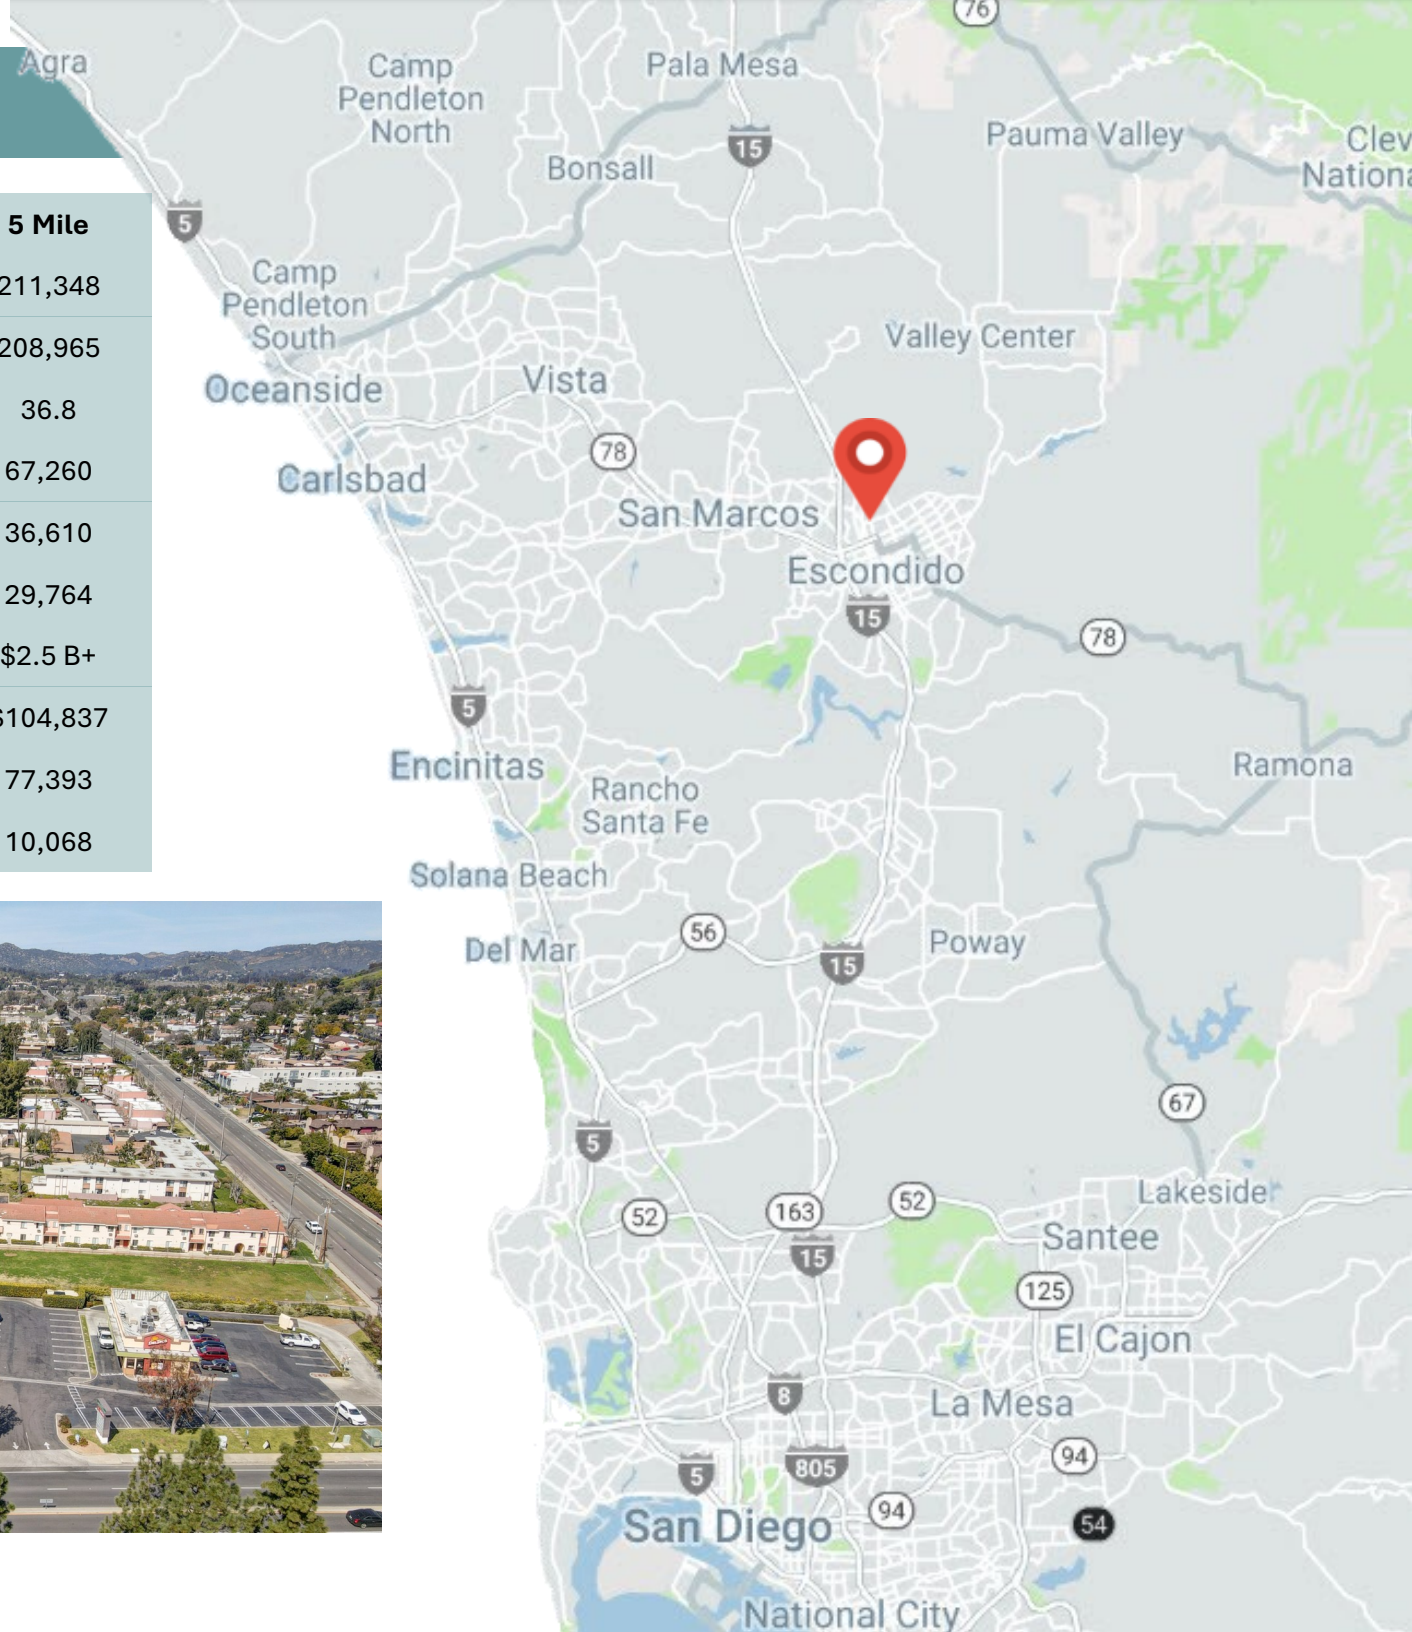 5 Mile
211,348
208,965
36.8
67,260
36,610
29,764
$2.5 B+
$104,837
77,393
10,068
76
Agra
Camp
Pendleton
North
Pala Mesa
15
Pauma Valley
Clev
Nationa
Bonsall
5
Camp
Pendleton
South
Valley Center
Oceanside
Vista
78
Carlsbad
San Marcos
Escondido
15
78
5
Encinitas
Rancho
Santa Fe
Ramona
Solana Beach
56
Del Mar
15
Poway
67
5
Lakeside
52
163
52
Santee
15
125
El Cajon
8
La Mesa
94
5
805
94
54
San Diego
National City